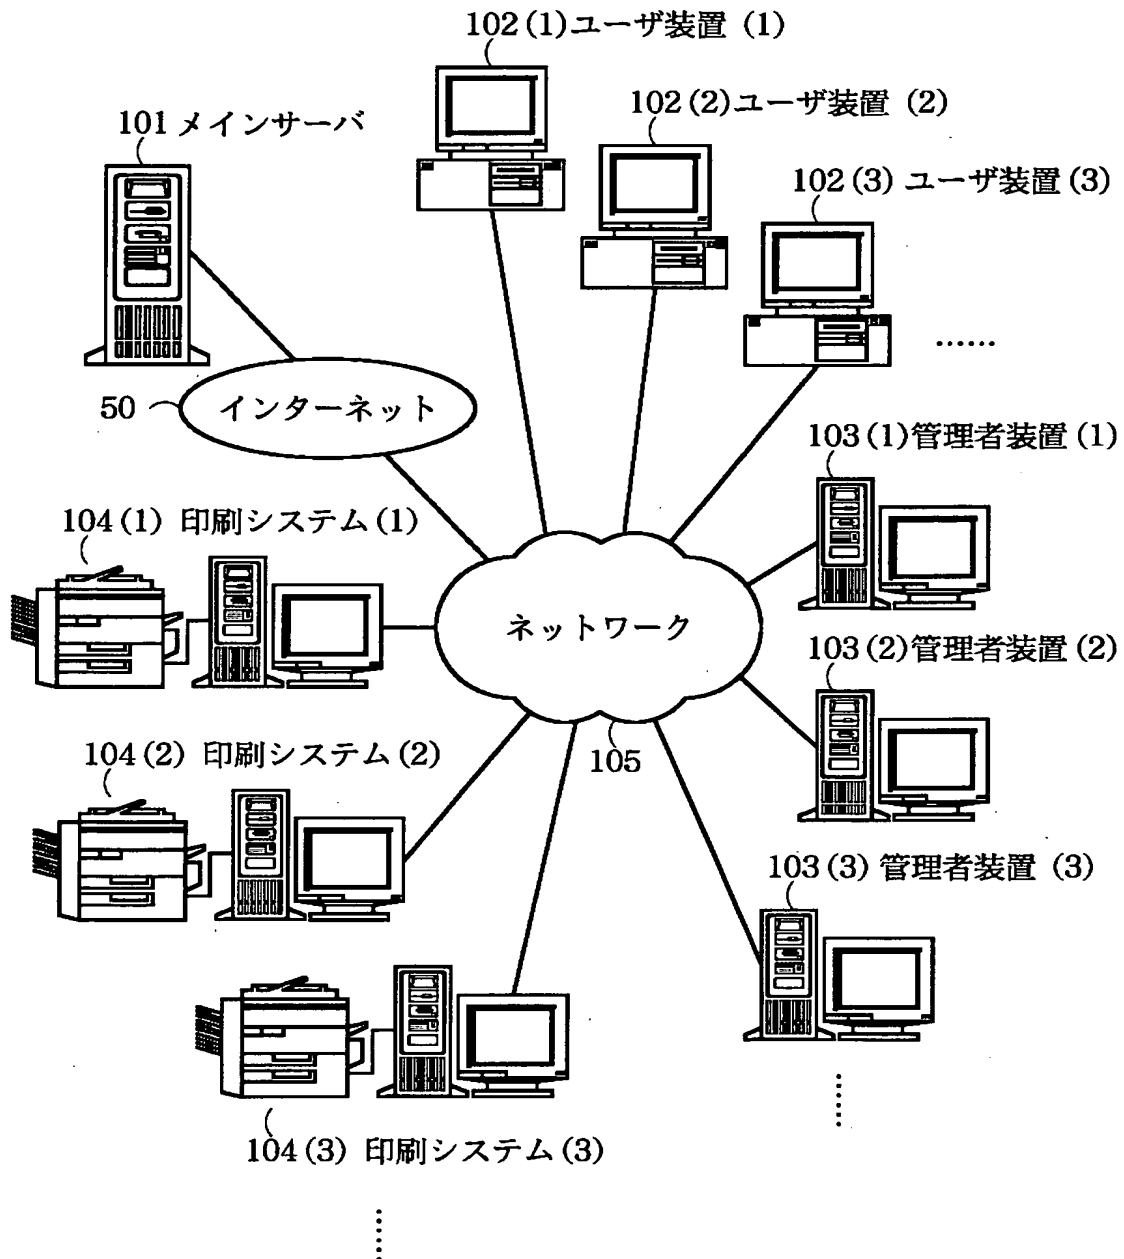 102(1)ユーザ装置 (1)
102(2)ユーザ装置 (2)
101 メインサーバ
102(3) ユーザ装置(3)
……
50 インターネット
103(1)管理者装置(1)
104(1) 印刷システム(1)
ネットワーク
103(2)管理者装置(2)
104(2) 印刷システム(2)
105
103(3) 管理者装置 (3)
……
104(3) 印刷システム(3)
……